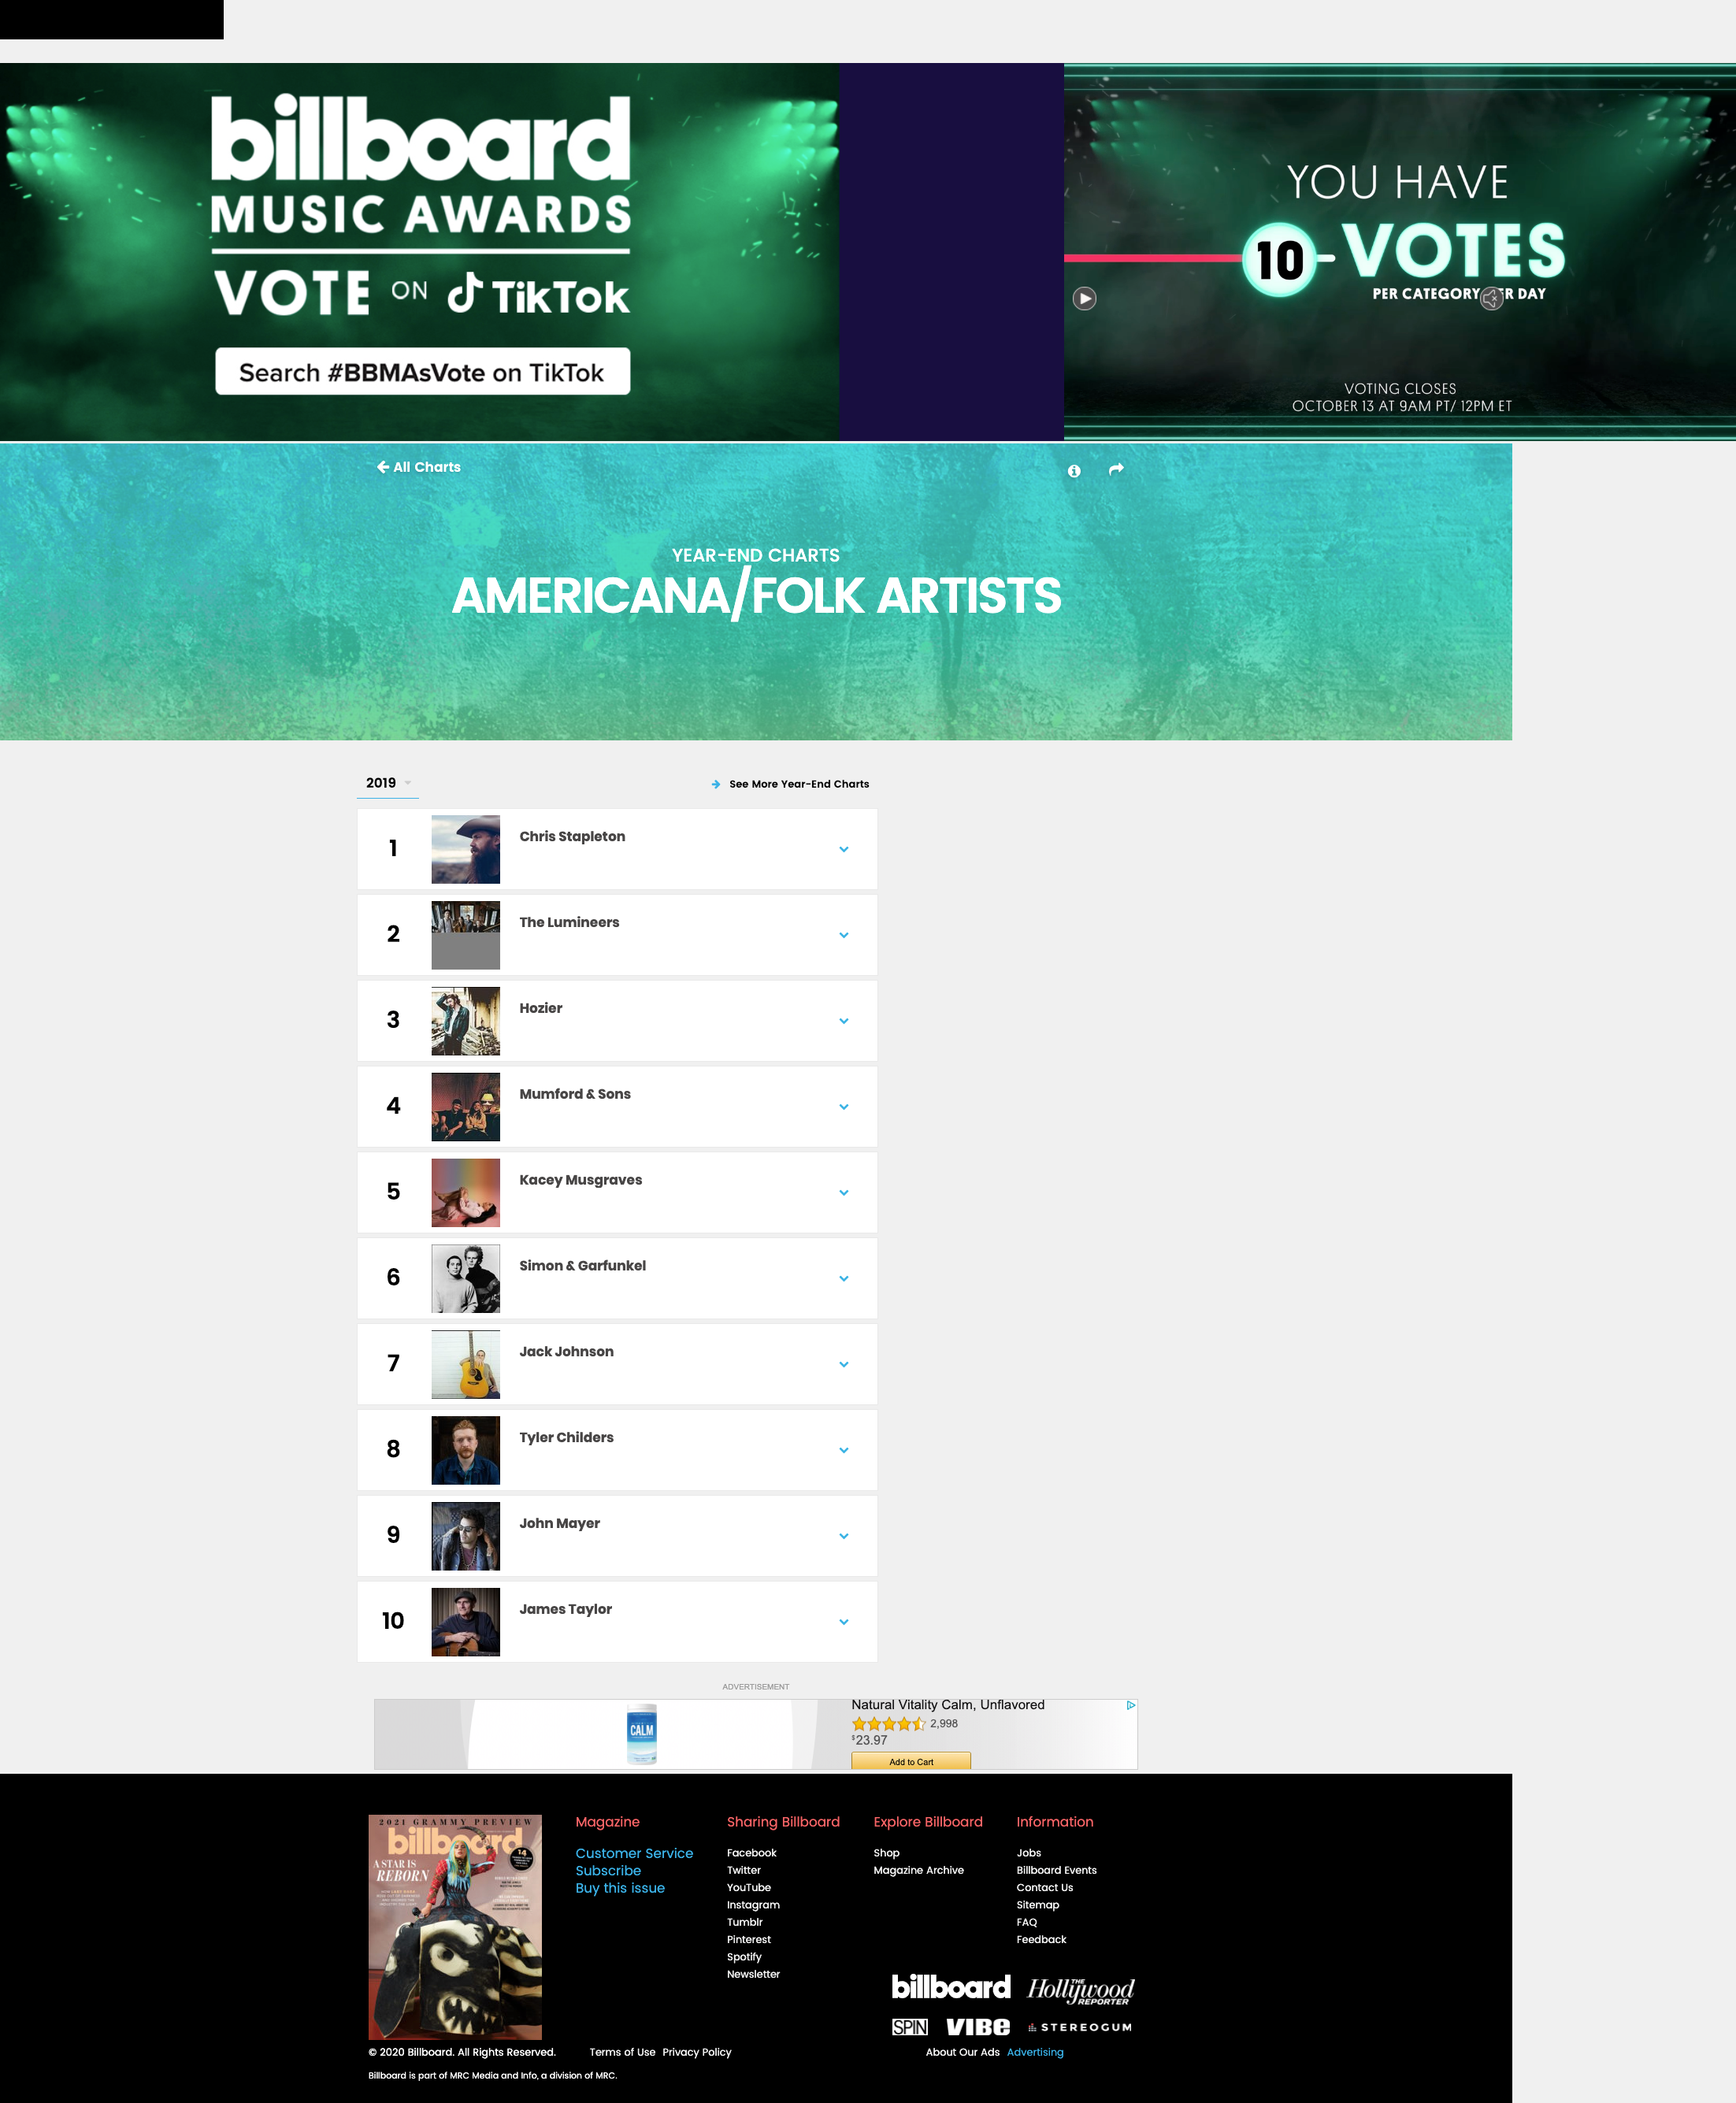 billboard
MUSIC AWARDS
VOTE ON TikTok
Search #BBMAsVote on TikTok
YOU HAVE
10 VOTES
PER CATEGORY DAY
VOTING CLOSES
OCTOBER 13 AT 9AM PT/ 12PM ET
All Charts
YEAR-END CHARTS
AMERICANA/FOLK ARTISTS
2019
See More Year-End Charts
1 Chris Stapleton
2 The Lumineers
3 Hozier
4 Mumford & Sons
5 Kacey Musgraves
6 Simon & Garfunkel
7 Jack Johnson
8 Tyler Childers
9 John Mayer
10 James Taylor
ADVERTISEMENT
CALM
Natural Vitality Calm, Unflavored
2,998
$23.97
Add to Cart
2021 GRAMMY PREVIEW
billboard
14
A STAR IS
REBORN
Magazine
Customer Service
Subscribe
Buy this issue
Sharing Billboard
Facebook
Twitter
YouTube
Instagram
Tumblr
Pinterest
Spotify
Newsletter
Explore Billboard
Shop
Magazine Archive
Information
Jobs
Billboard Events
Contact Us
Sitemap
FAQ
Feedback
billboard
THE
Hollywood
REPORTER
SPIN
VIBE
STEREOGUM
© 2020 Billboard. All Rights Reserved.
Terms of Use Privacy Policy
About Our Ads Advertising
Billboard is part of MRC Media and Info, a division of MRC.